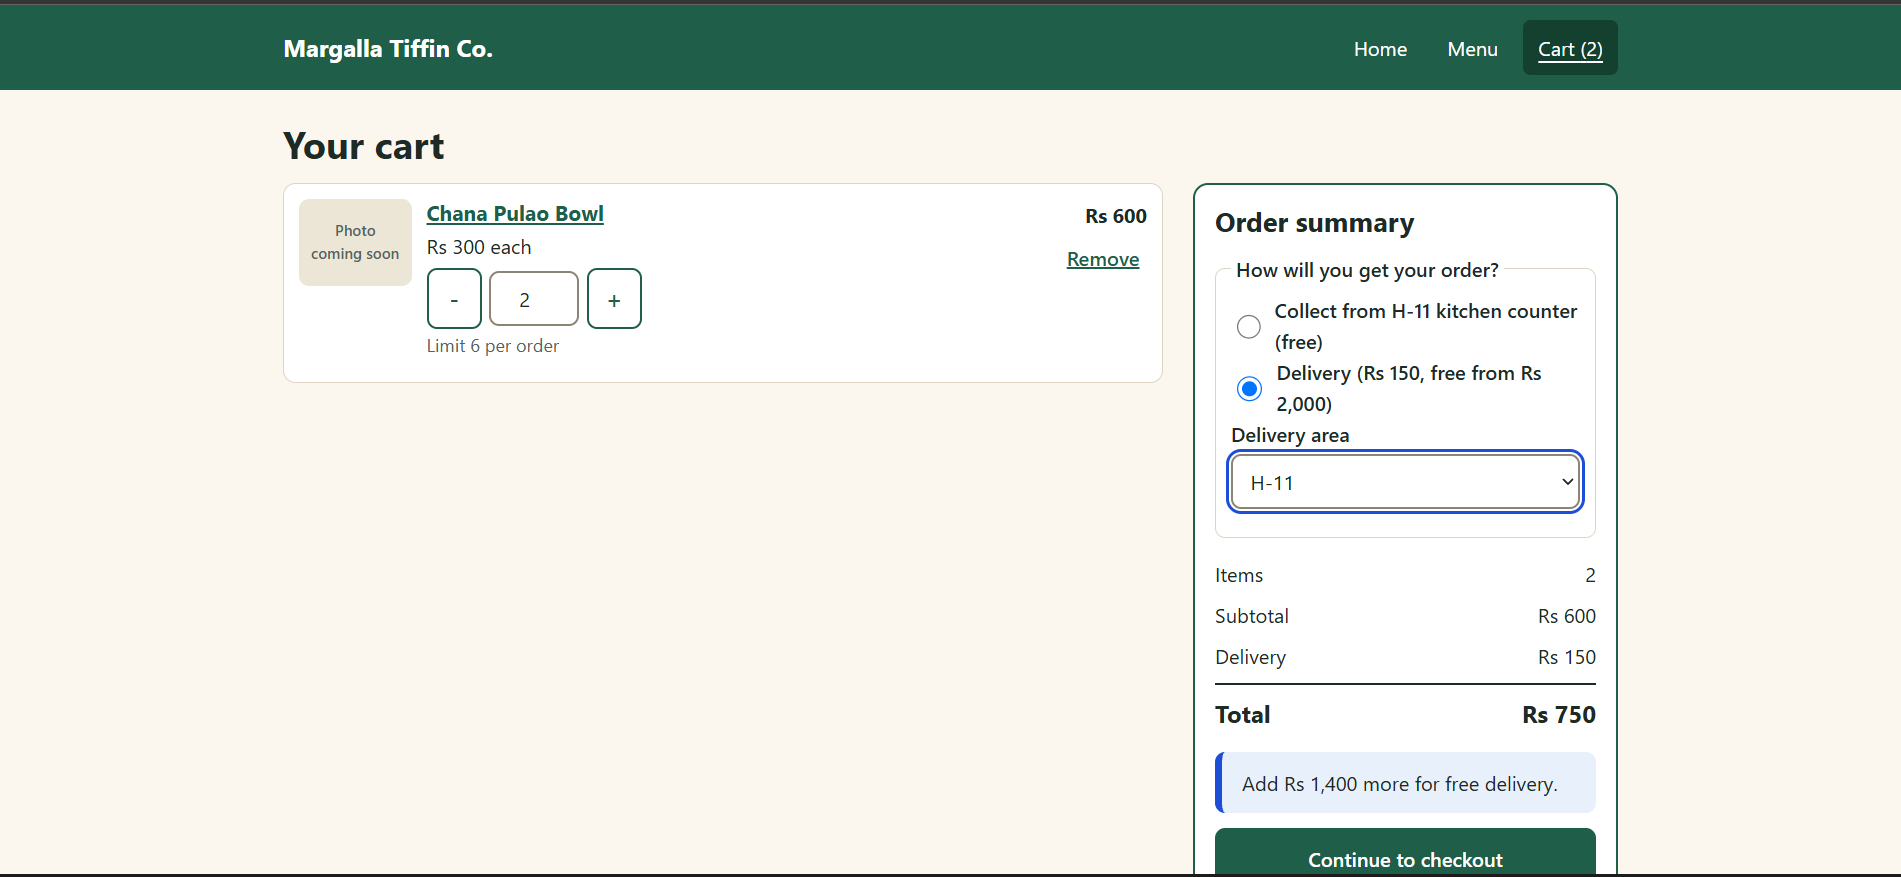 Margalla Tiffin Co.
Home
Menu
Cart (2)
Your cart
Photo
coming soon
Chana Pulao Bowl
Rs 300 each
-
2
+
Limit 6 per order
Rs 600
Remove
Order summary
How will you get your order?
Collect from H-11 kitchen counter
(free)
Delivery (Rs 150, free from Rs
2,000)
Delivery area
H-11
Items 2
Subtotal Rs 600
Delivery Rs 150
Total Rs 750
Add Rs 1,400 more for free delivery.
Continue to checkout